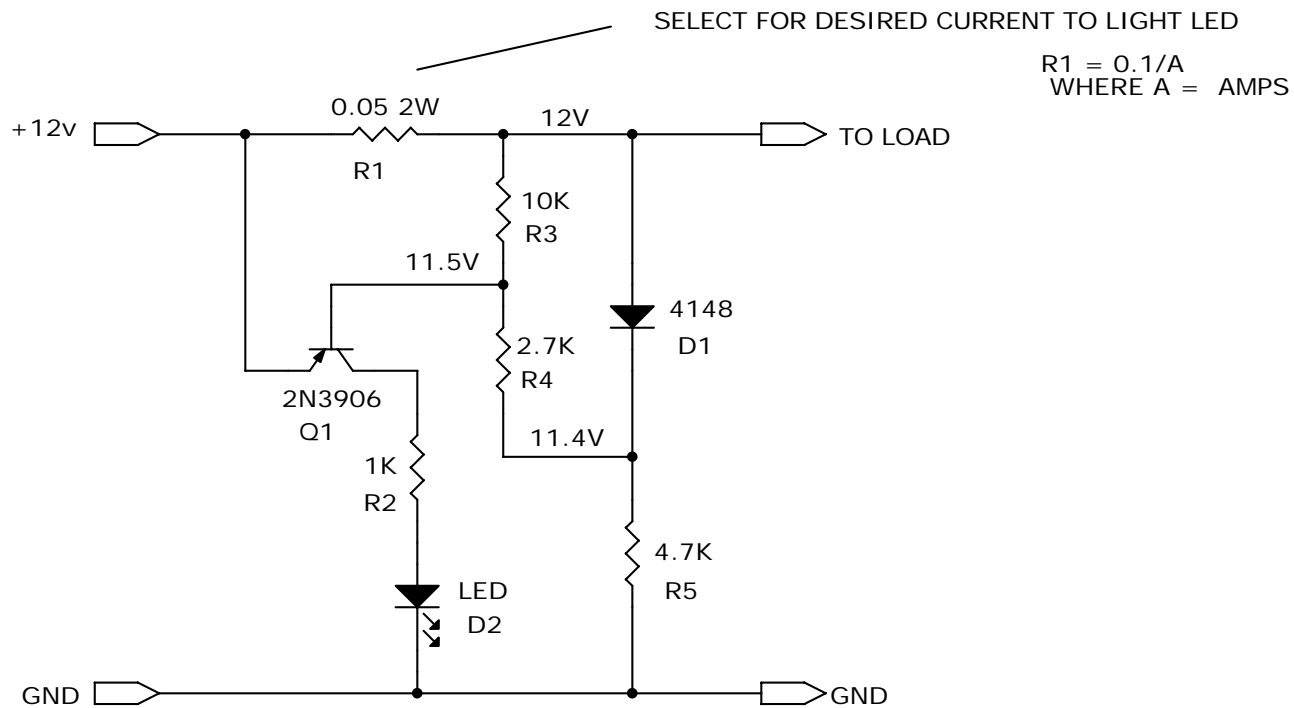 SELECT FOR DESIRED CURRENT TO LIGHT LED
R1 = 0.1/A
WHERE A = AMPS
0.05 2W
12V
+12v
TO LOAD
R1
10K
R3
11.5V
4148
D1
2.7K
R4
2N3906
Q1
11.4V
1K
R2
4.7K
R5
LED
D2
GND
GND